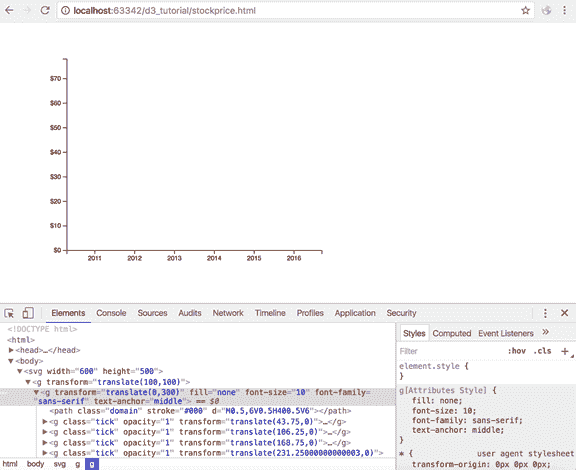 localhost:63342/d3_tutorial/stockprice.html
$70
$60
$50
$40
$30
$20
$10
$0
2011 2012 2013 2014 2015 2016
Elements Console Sources Audits Network Timeline Profiles Application Security
<!DOCTYPE html>
<html>
<head>…</head>
<body>
<svg width="600" height="500">
<g transform="translate(100,100)">
<g transform="translate(0,300)" fill="none" font-size="10" font-family=
"sans-serif" text-anchor="middle"> == $0
<path class="domain" stroke="#000" d="M0.5,6V0.5H400.5V6"></path>
<g class="tick" opacity="1" transform="translate(43.75,0)">…</g>
<g class="tick" opacity="1" transform="translate(106.25,0)">…</g>
<g class="tick" opacity="1" transform="translate(168.75,0)">…</g>
<g class="tick" opacity="1" transform="translate(231.25000000000003,0)">
html body svg g g
Styles Computed Event Listeners »
Filter :hov .cls +
element.style {
}
g[Attributes Style] {
fill: none;
font-size: 10;
font-family: sans-serif;
text-anchor: middle;
}
* { user agent stylesheet
transform-origin: 0px 0px 0px;